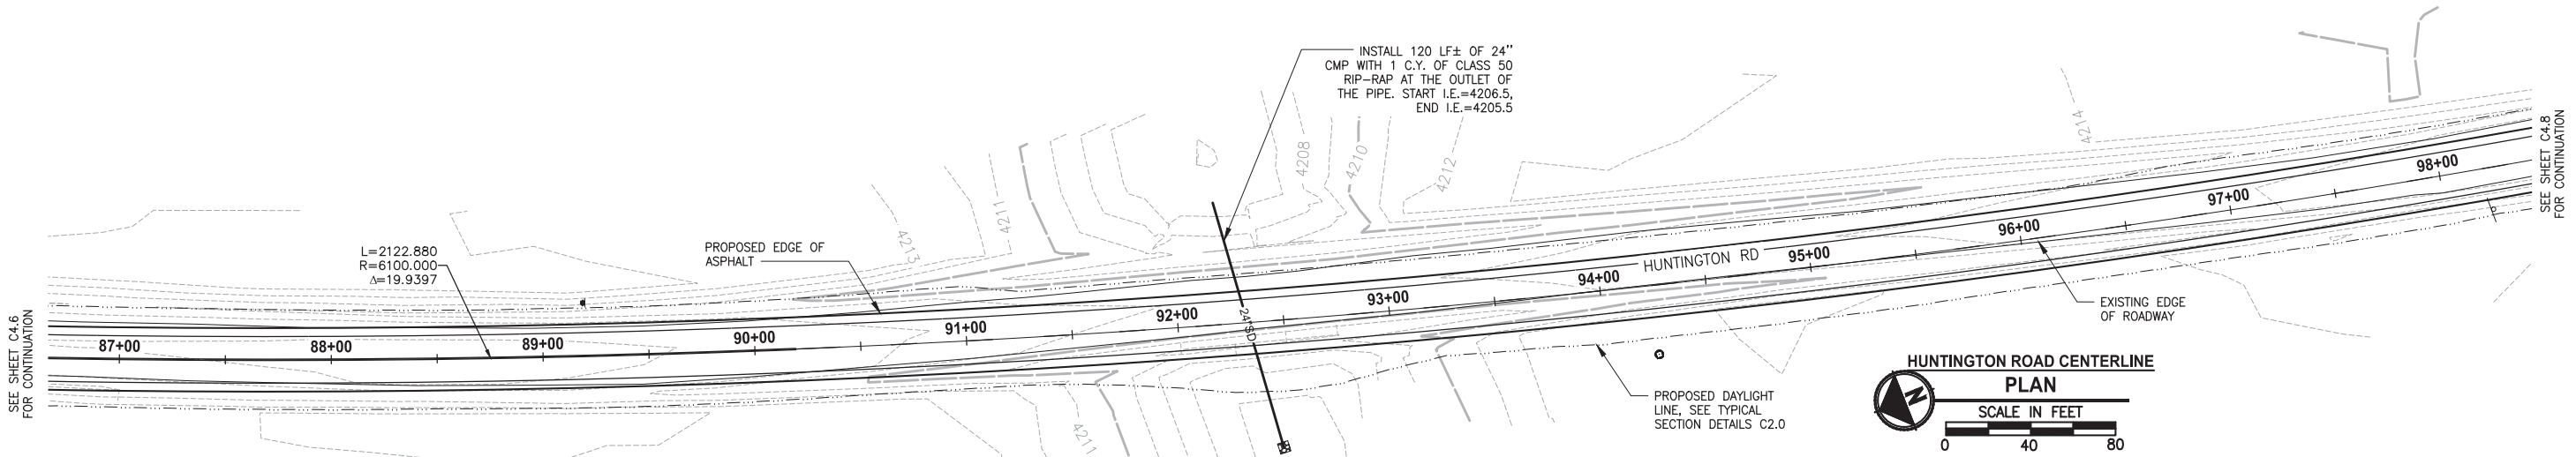 INSTALL 120 LF± OF 24"
CMP WITH 1 C.Y. OF CLASS 50
RIP-RAP AT THE OUTLET OF
THE PIPE. START I.E.=4206.5,
END I.E.=4205.5
SEE SHEET C4.6
FOR CONTINUATION
L=2122.880
R=6100.000
Δ=19.9397
PROPOSED EDGE OF
ASPHALT
4213
4211
4208
4210
4212
4214
87+00
88+00
89+00
90+00
91+00
92+00
93+00
94+00
95+00
96+00
97+00
98+00
HUNTINGTON RD
24"SD
4211
EXISTING EDGE
OF ROADWAY
PROPOSED DAYLIGHT
LINE, SEE TYPICAL
SECTION DETAILS C2.0
SEE SHEET C4.8
FOR CONTINUATION
HUNTINGTON ROAD CENTERLINE
PLAN
N
SCALE IN FEET
0 40 80